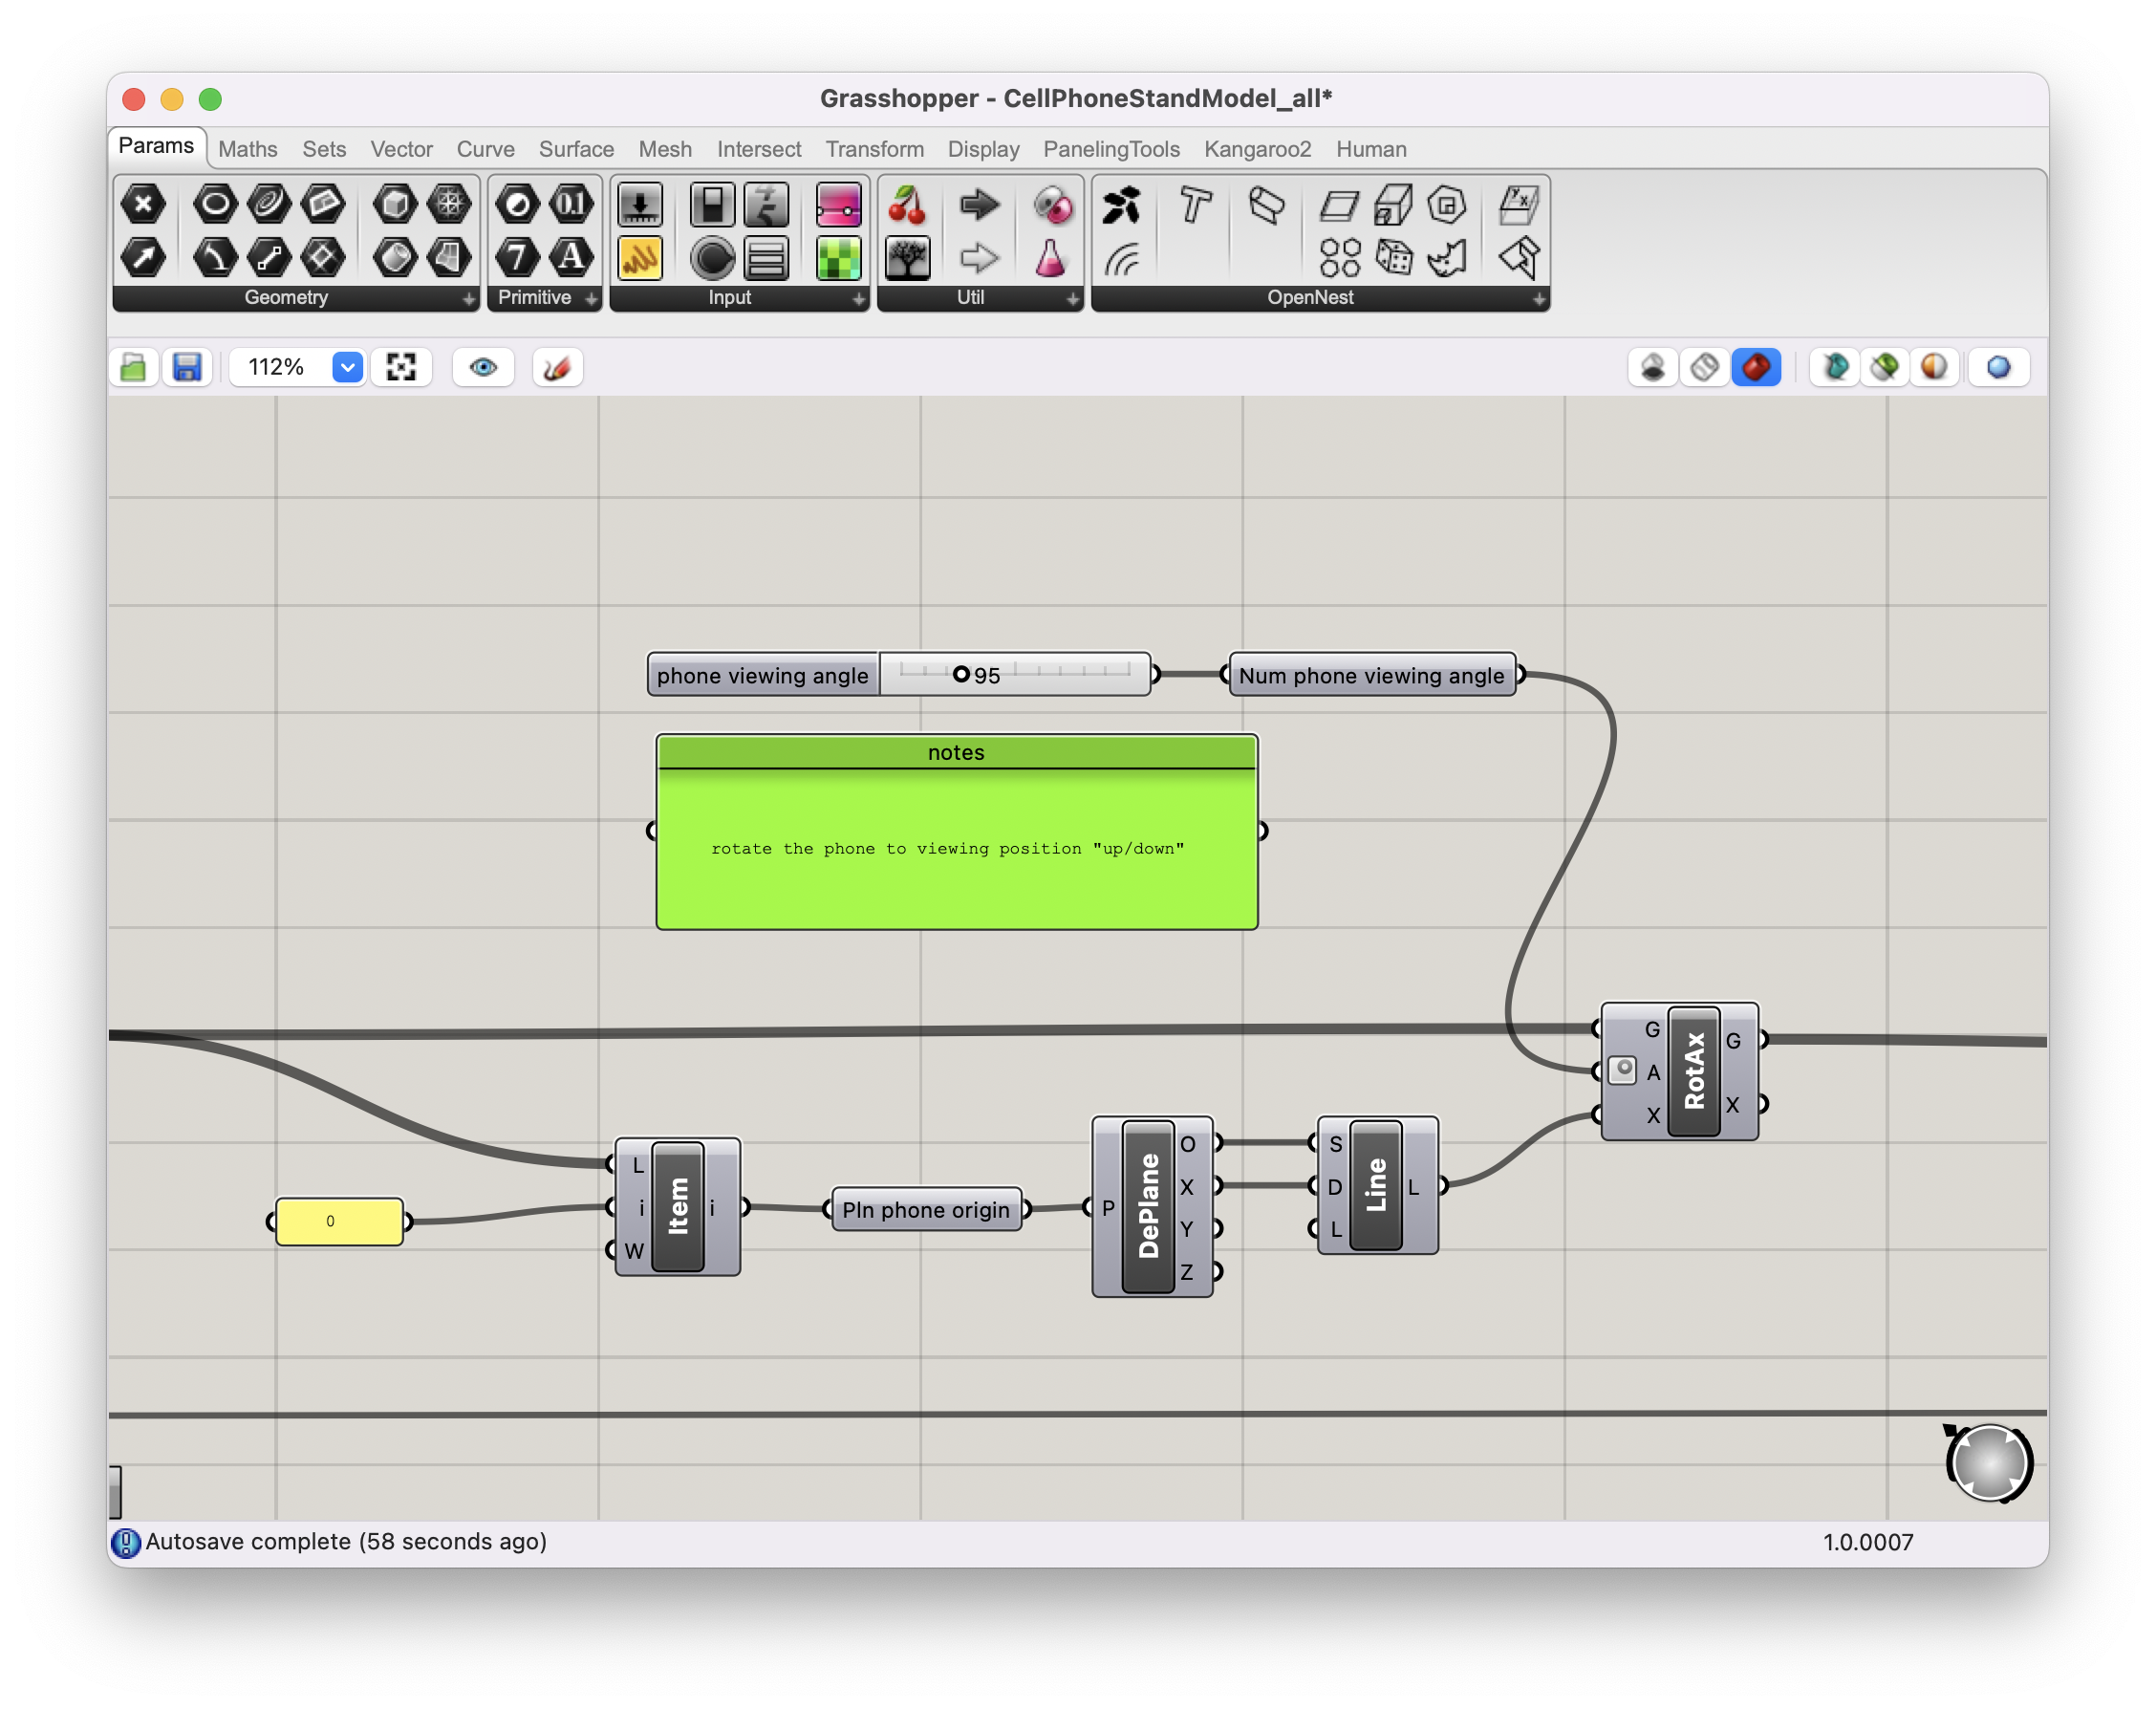 Grasshopper - CellPhoneStandModel_all*
Params Maths Sets Vector Curve Surface Mesh Intersect Transform Display PanelingTools Kangaroo2 Human
0.1
7 A
Geometry Primitive Input Util OpenNest
112%
phone viewing angle 95 Num phone viewing angle
notes
rotate the phone to viewing position "up/down"
G RotAx G
A
X X
L Item i
i
W
0
Pln phone origin
P DePlane O
X
Y
Z
S Line L
D
L
Autosave complete (58 seconds ago) 1.0.0007